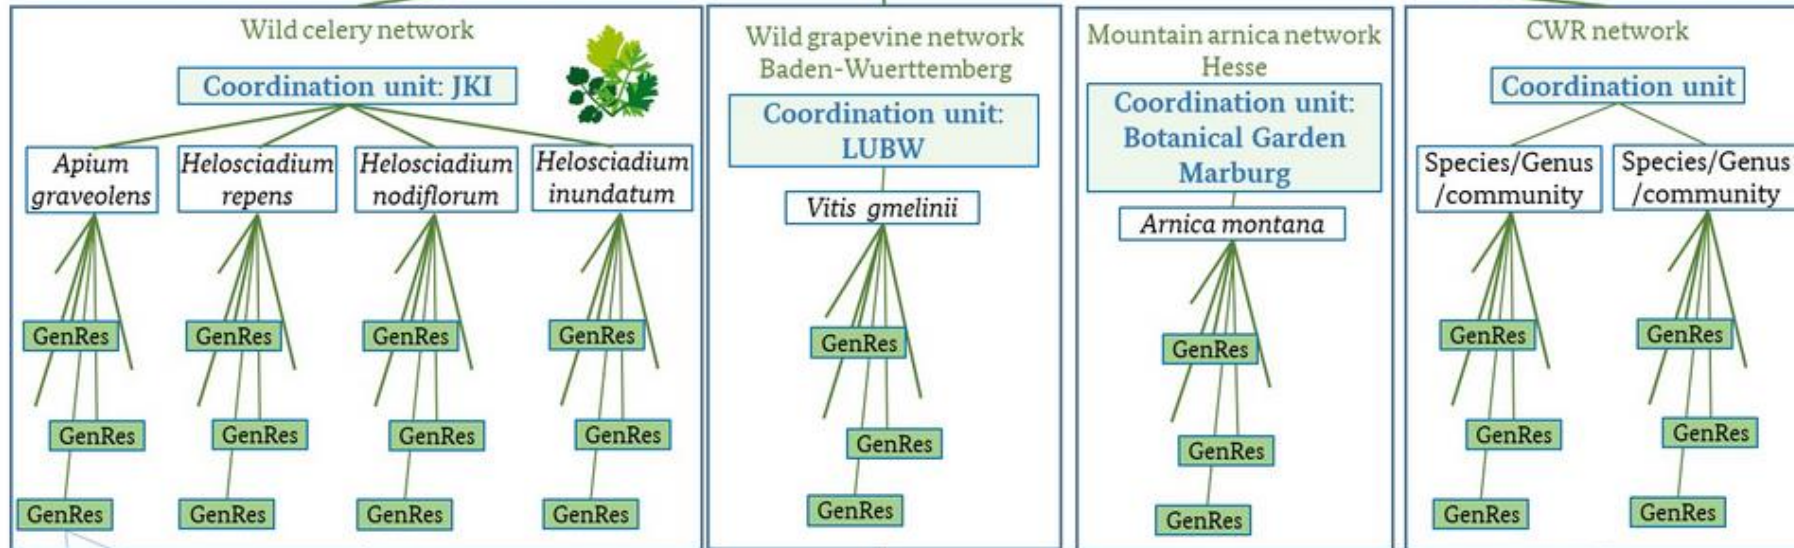 Wild celery network
Coordination unit: JKI
Apium
graveolens
Helosciadium
repens
Helosciadium
nodiflorum
Helosciadium
inundatum
GenRes
GenRes
GenRes
GenRes
GenRes
GenRes
GenRes
GenRes
GenRes
GenRes
GenRes
GenRes
Wild grapevine network
Baden-Wuerttemberg
Coordination unit:
LUBW
Vitis gmelinii
GenRes
GenRes
GenRes
Mountain arnica network
Hesse
Coordination unit:
Botanical Garden
Marburg
Arnica montana
GenRes
GenRes
GenRes
CWR network
Coordination unit
Species/Genus
/community
Species/Genus
/community
GenRes
GenRes
GenRes
GenRes
GenRes
GenRes